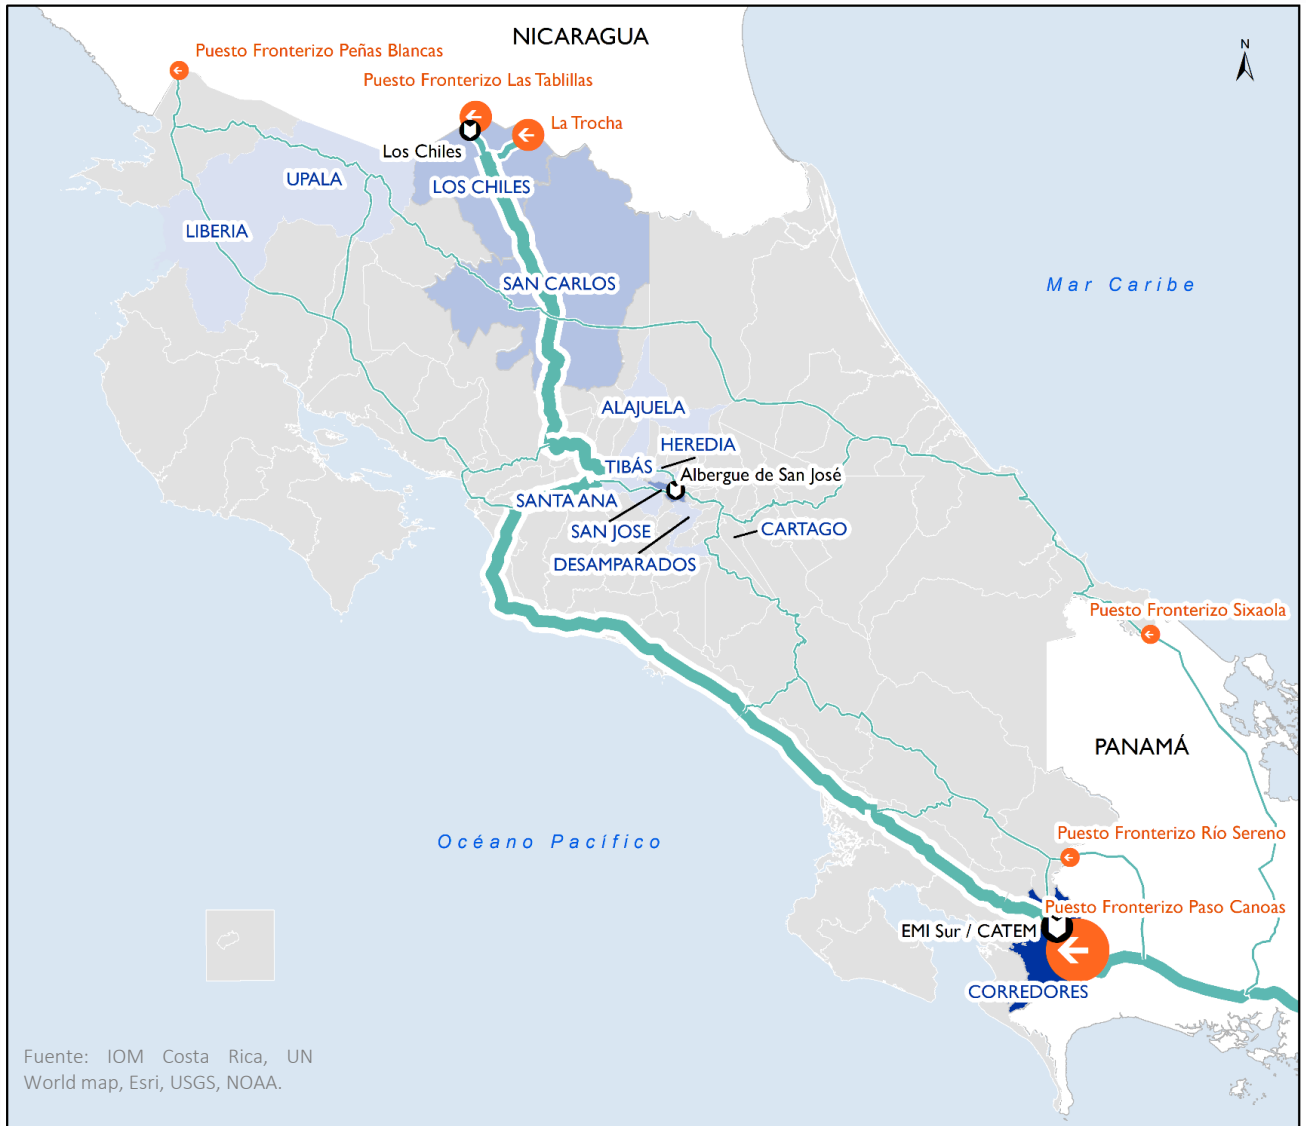 NICARAGUA
N
Puesto Fronterizo Peñas Blancas
Puesto Fronterizo Las Tablillas
La Trocha
Los Chiles
UPALA
LOS CHILES
LIBERIA
SAN CARLOS
Mar Caribe
ALAJUELA
HEREDIA
TIBÁS
Albergue de San José
SANTA ANA
SAN JOSE
CARTAGO
DESAMPARADOS
Puesto Fronterizo Sixaola
PANAMÁ
Océano Pacífico
Puesto Fronterizo Río Sereno
Puesto Fronterizo Paso Canoas
EMI Sur / CATEM
CORREDORES
Fuente: IOM Costa Rica, UN
World map, Esri, USGS, NOAA.